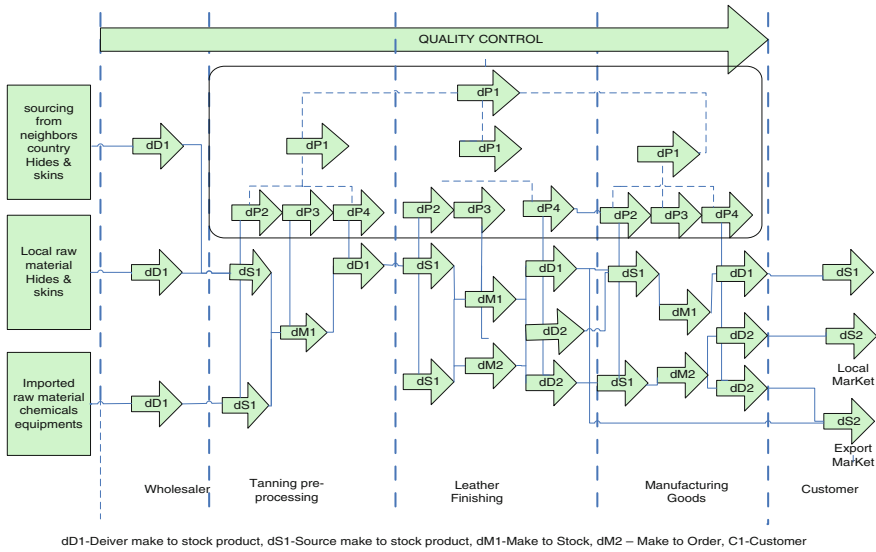 QUALITY CONTROL
sourcing
from
neighbors
country
Hides &
skins
dD1
dP1
dP1
dP1
dP1
dP2
dP3
dP4
dP2
dP3
dP4
dP2
dP3
dP4
Local raw
material
Hides &
skins
dD1
dS1
dD1
dS1
dD1
dS1
dD1
dS1
dM1
dM1
dD2
dM1
dD2
dS2
Local
MarKet
Imported
raw material
chemicals
equipments
dD1
dS1
dS1
dM2
dD2
dS1
dM2
dD2
dS2
Export
MarKet
Wholesaler
Tanning pre-
processing
Leather
Finishing
Manufacturing
Goods
Customer
dD1-Deiver make to stock product, dS1-Source make to stock product, dM1-Make to Stock, dM2 – Make to Order, C1-Customer